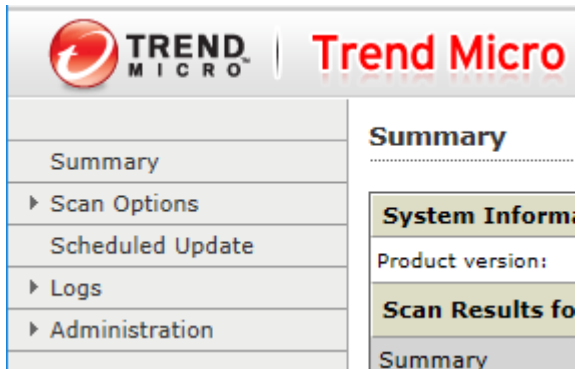 TREND MICRO™ Trend Micro
Summary
Scan Options
Scheduled Update
Logs
Administration
Summary
System Informa
Product version:
Scan Results fo
Summary